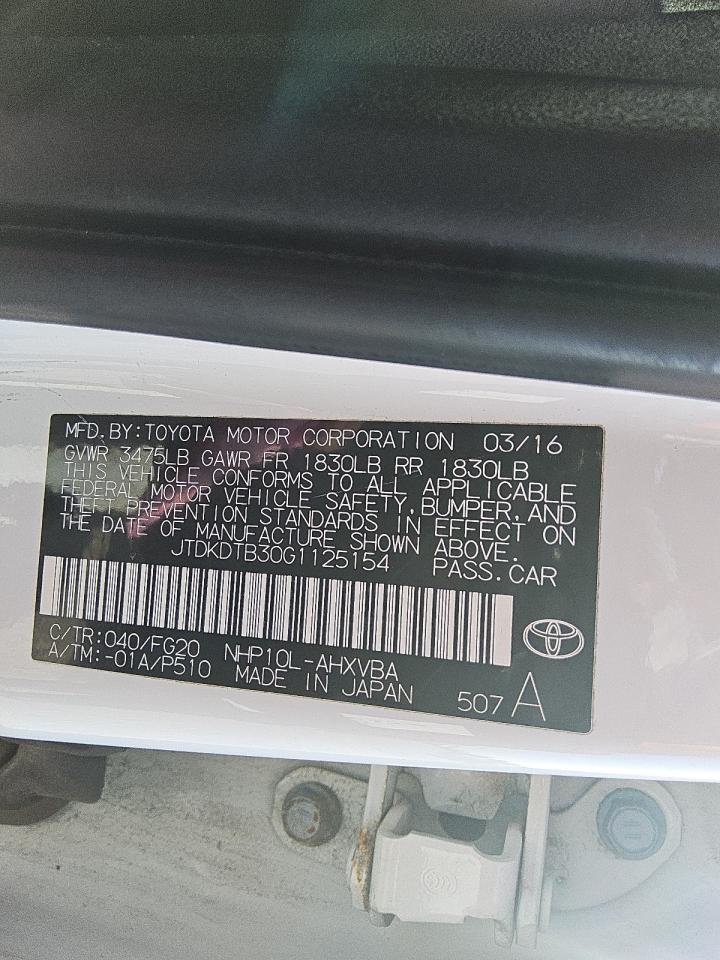 MFD.BY:TOYOTA MOTOR CORPORATION 03/16
GVWR 3475LB GAWR FR 1830LB RR 1830LB
THIS VEHICLE CONFORMS TO ALL APPLICABLE
FEDERAL MOTOR VEHICLE SAFETY,BUMPER,AND
THEFT PREVENTION STANDARDS IN EFFECT ON
THE DATE OF MANUFACTURE SHOWN ABOVE.
JTDKDTB30G1125154 PASS.CAR
C/TR:040/FG20 NHP10L-AHXVBA
A/TM:-01A/P510 MADE IN JAPAN 507 A